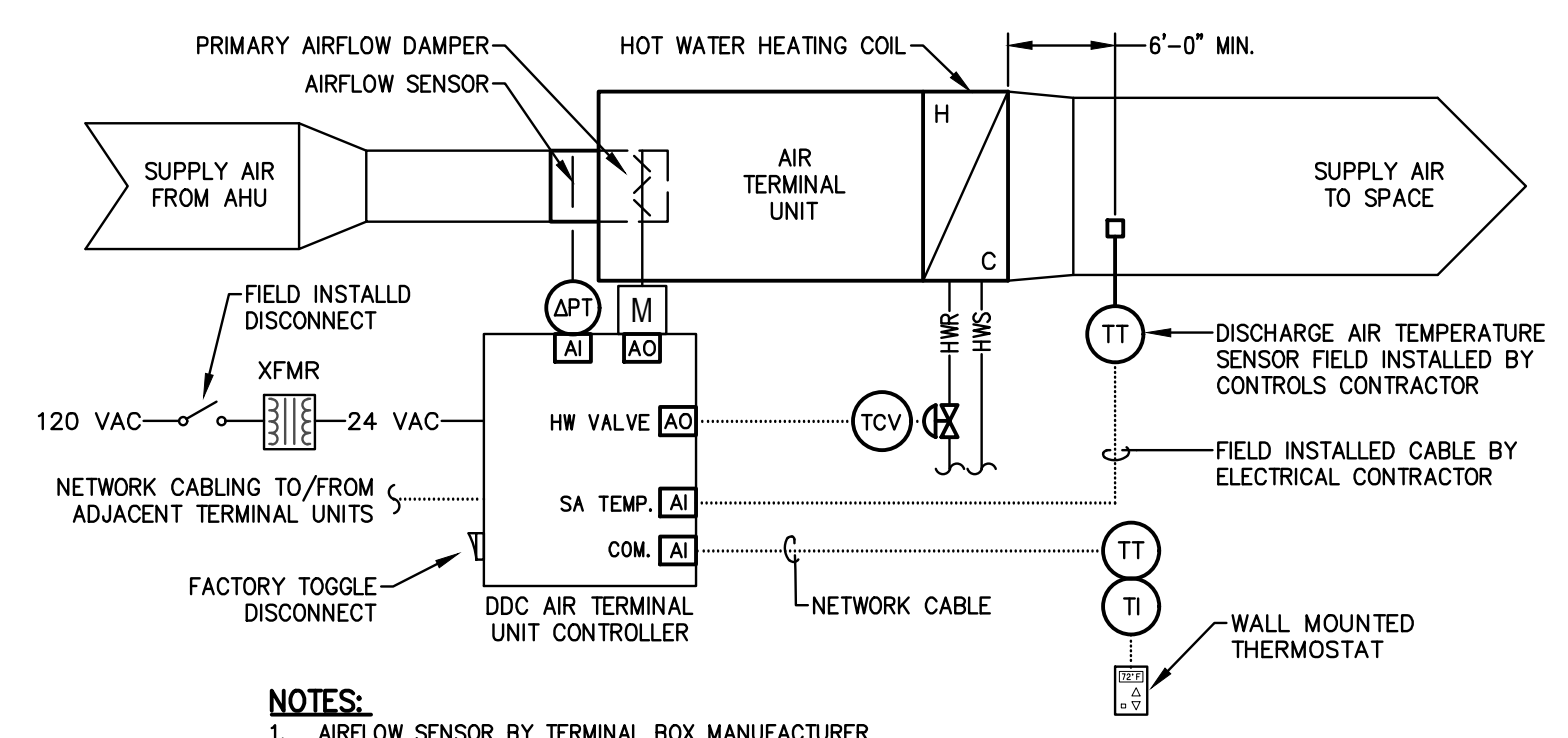 PRIMARY AIRFLOW DAMPER
AIRFLOW SENSOR
HOT WATER HEATING COIL
6'-0" MIN.
SUPPLY AIR
FROM AHU
AIR
TERMINAL
UNIT
H
C
SUPPLY AIR
TO SPACE
FIELD INSTALLD
DISCONNECT
XFMR
120 VAC
24 VAC
ΔPT
M
AI
AO
HWR
HWS
TT
DISCHARGE AIR TEMPERATURE
SENSOR FIELD INSTALLED BY
CONTROLS CONTRACTOR
HW VALVE
AO
TCV
FIELD INSTALLED CABLE BY
ELECTRICAL CONTRACTOR
NETWORK CABLING TO/FROM
ADJACENT TERMINAL UNITS
SA TEMP.
AI
COM.
AI
TT
TI
FACTORY TOGGLE
DISCONNECT
DDC AIR TERMINAL
UNIT CONTROLLER
NETWORK CABLE
WALL MOUNTED
THERMOSTAT
72°F
NOTES:
1. AIRFLOW SENSOR BY TERMINAL BOX MANUFACTURER